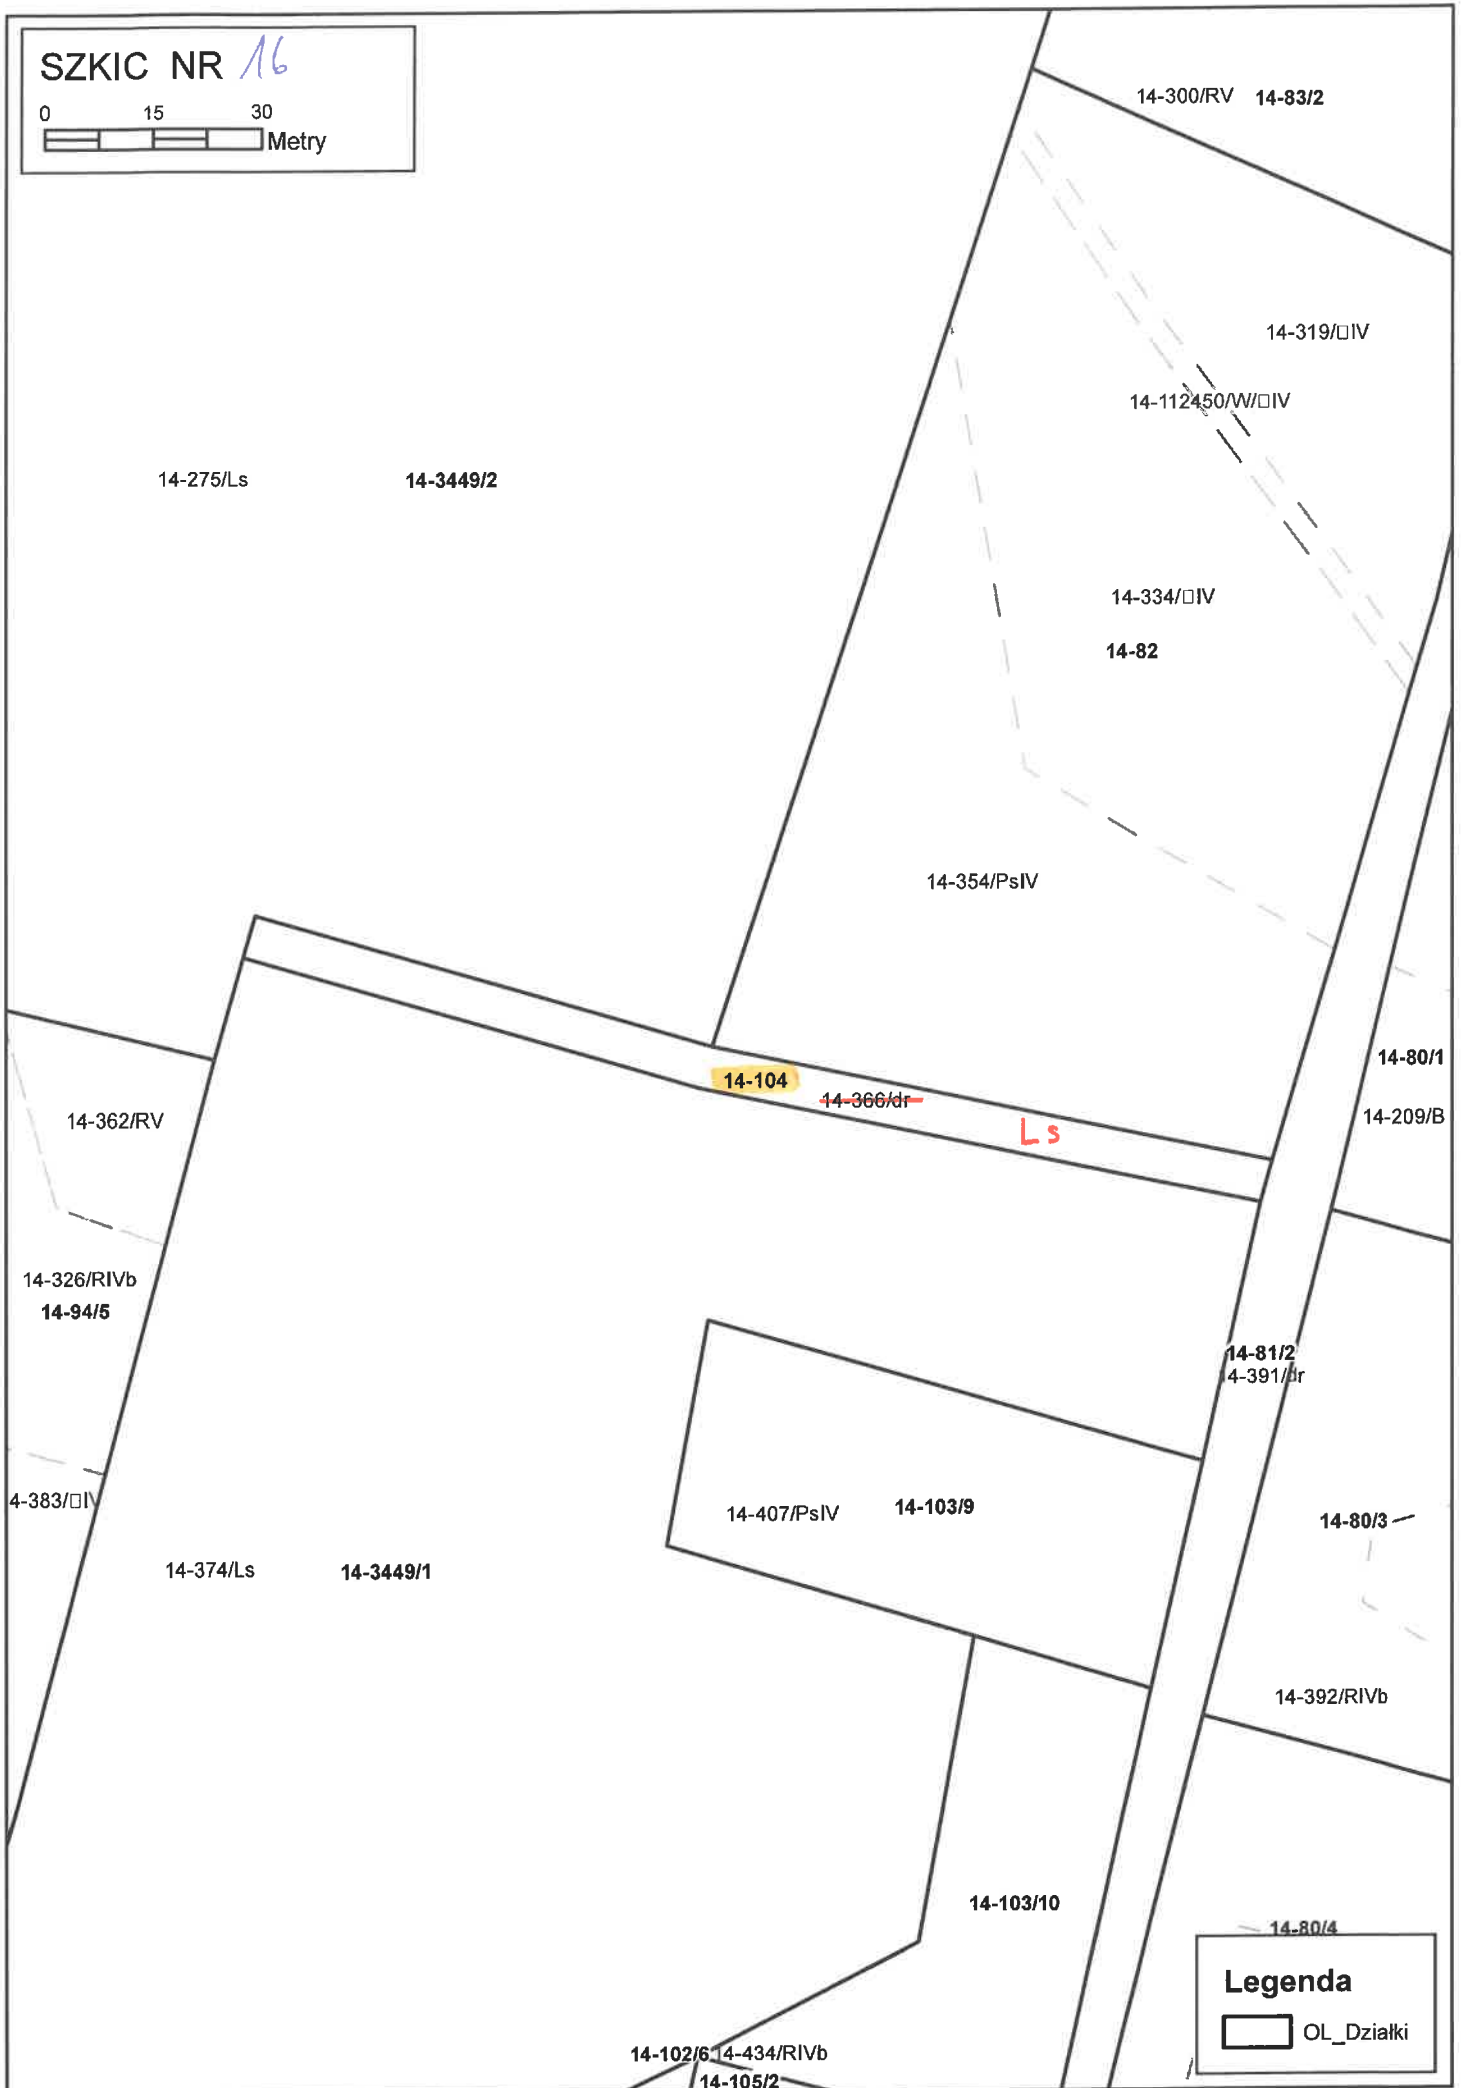 SZKIC NR 16
0 15 30
Metry
14-300/RV 14-83/2
14-319/□IV
14-112450/W/□IV
14-275/Ls 14-3449/2
14-334/□IV
14-82
14-354/PsIV
14-80/1
14-104
14-366/dr
14-209/B
14-362/RV
Ls
14-326/RIVb
14-94/5
14-81/2
14-391/dr
4-383/□IV
14-407/PsIV 14-103/9
14-80/3
14-374/Ls 14-3449/1
14-392/RIVb
14-103/10
14-80/4
Legenda
OL_Działki
14-102/6 14-434/RIVb
14-105/2